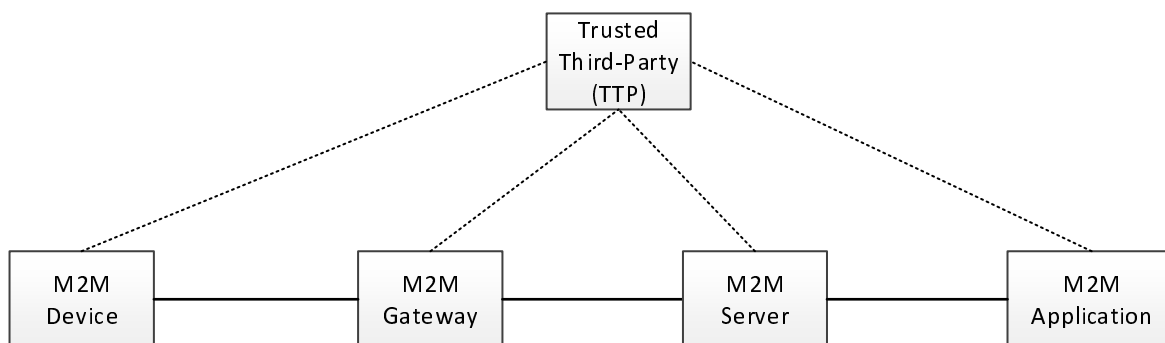 Trusted
Third-Party
(TTP)
M2M
Device
M2M
Gateway
M2M
Server
M2M
Application